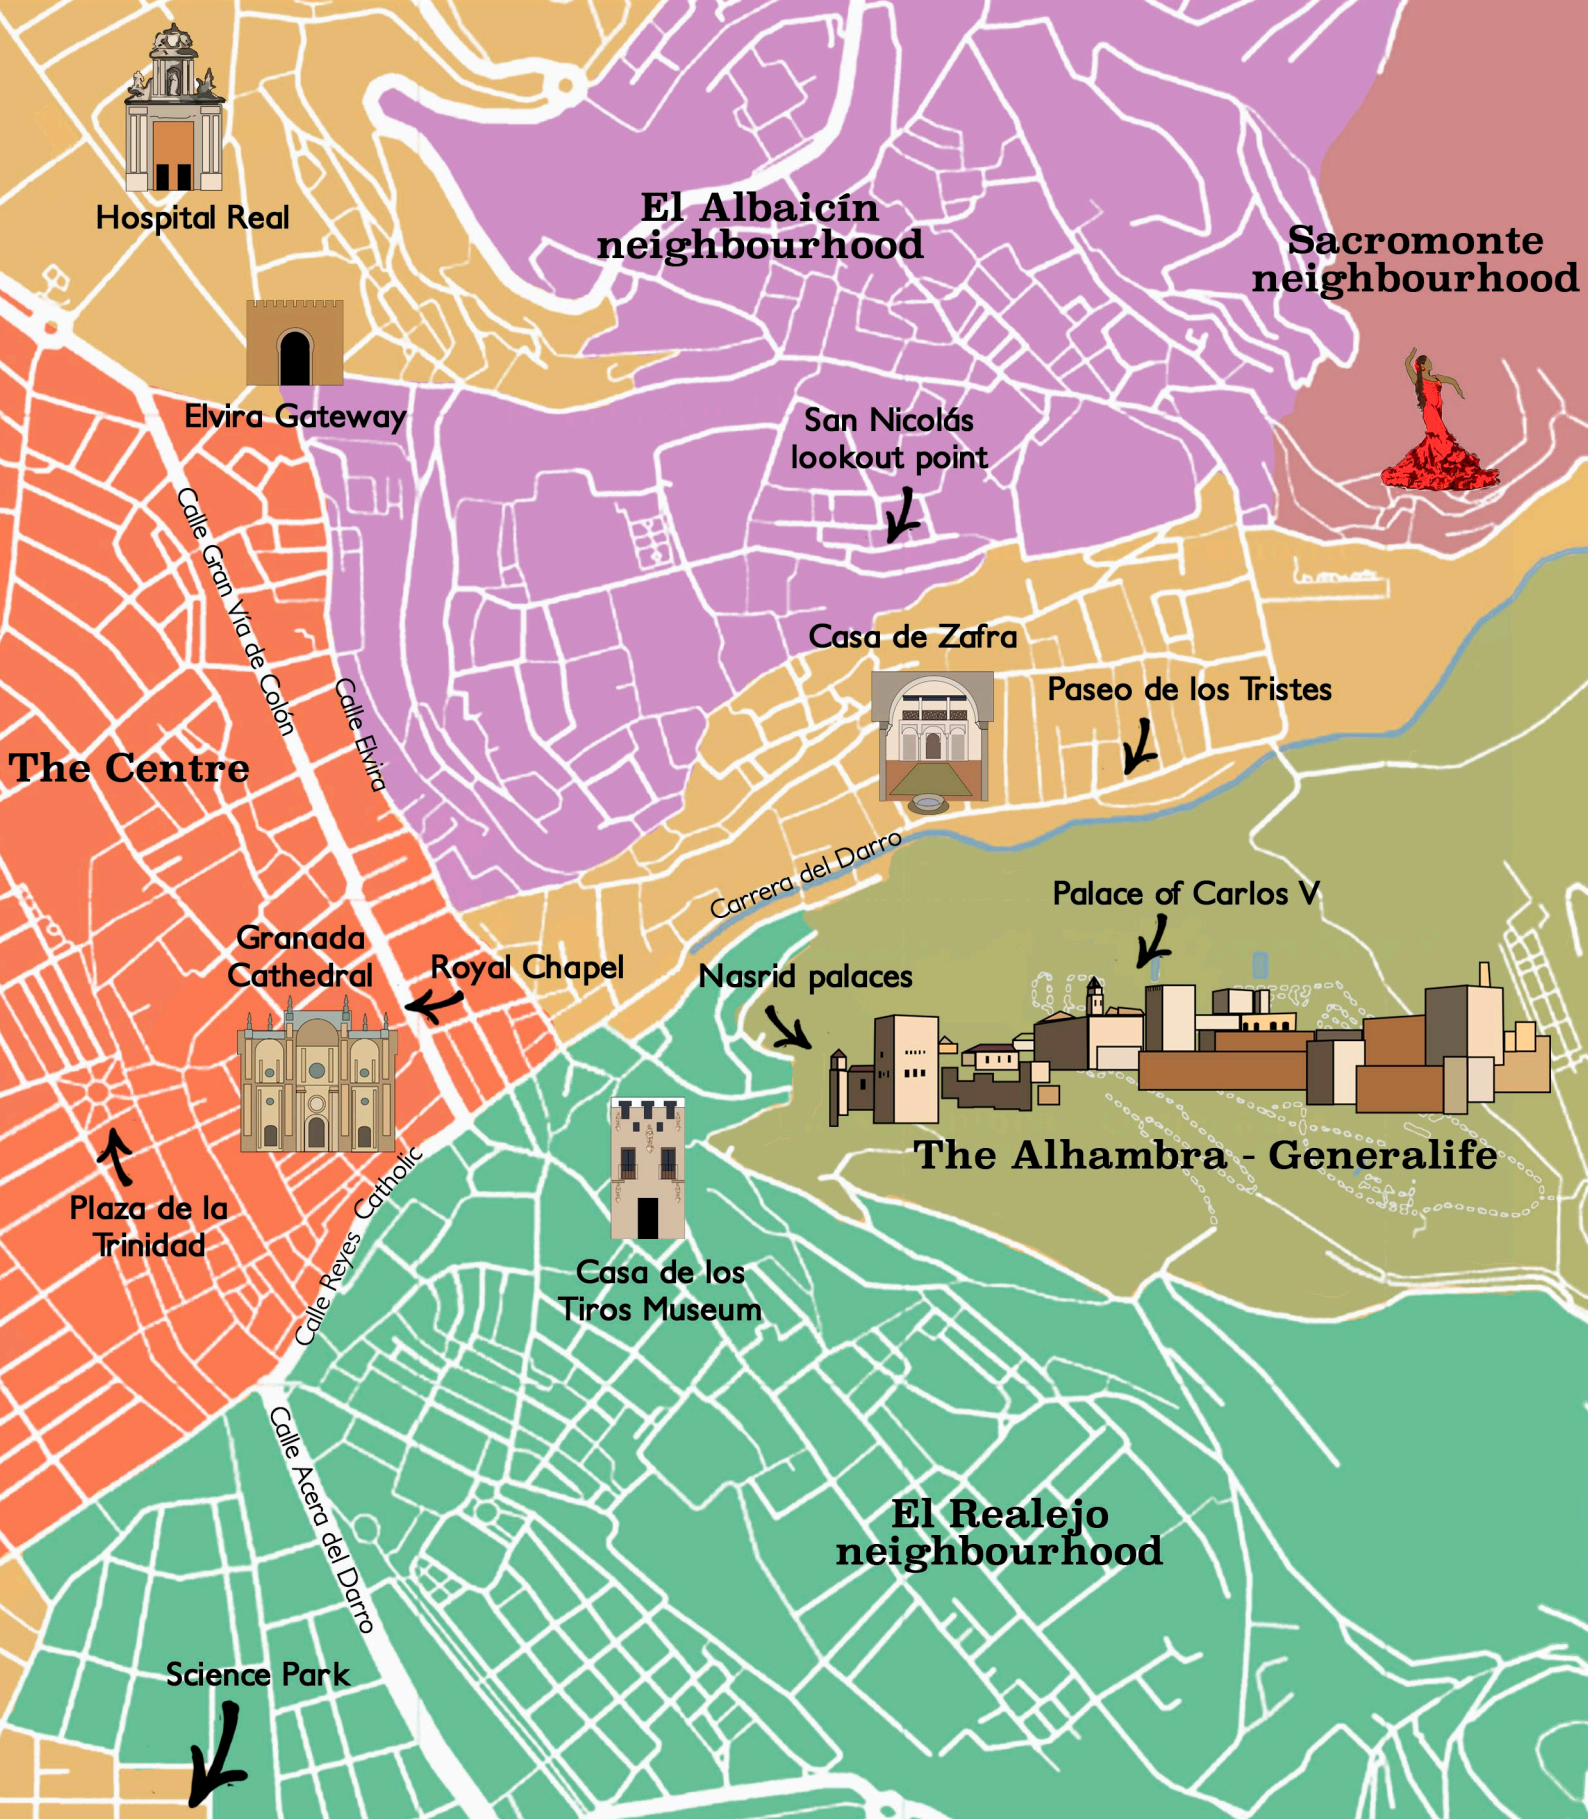 Hospital Real
El Albaicín
neighbourhood
Sacromonte
neighbourhood
Elvira Gateway
San Nicolás
lookout point
Calle Gran Vía de Colón
Casa de Zafra
Paseo de los Tristes
Calle Elvira
The Centre
Carrera del Darro
Palace of Carlos V
Granada
Cathedral
Royal Chapel
Nasrid palaces
The Alhambra - Generalife
Plaza de la
Trinidad
Calle Reyes Catholic
Casa de los
Tiros Museum
Calle Acera del Darro
El Realejo
neighbourhood
Science Park